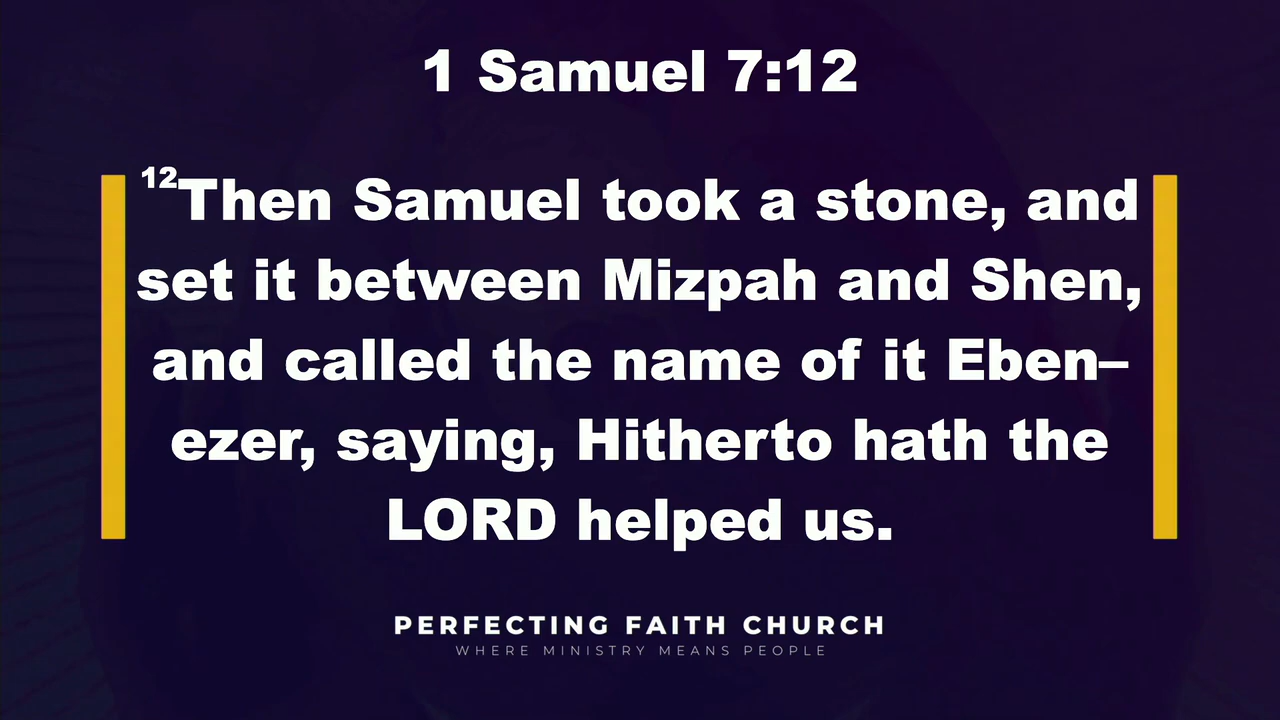 1 Samuel 7:12
12Then Samuel took a stone, and
set it between Mizpah and Shen,
and called the name of it Eben–
ezer, saying, Hitherto hath the
LORD helped us.
PERFECTING FAITH CHURCH
WHERE MINISTRY MEANS PEOPLE